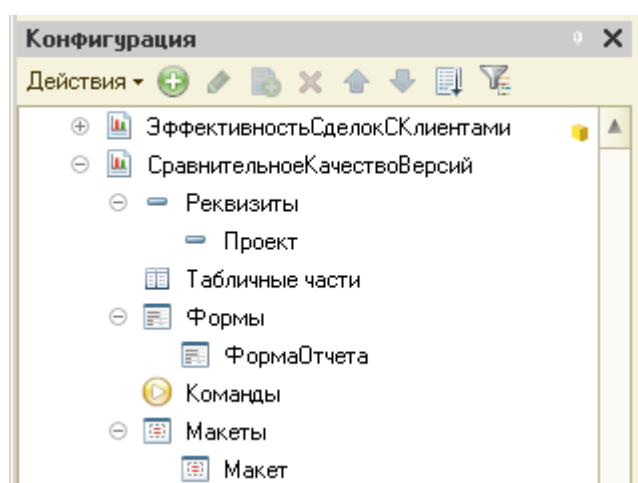 Конфигурация
Действия
ЭффективностьСделокСКлиентами
СравнительноеКачествоВерсий
Реквизиты
Проект
Табличные части
Формы
ФормаОтчета
Команды
Макеты
Макет